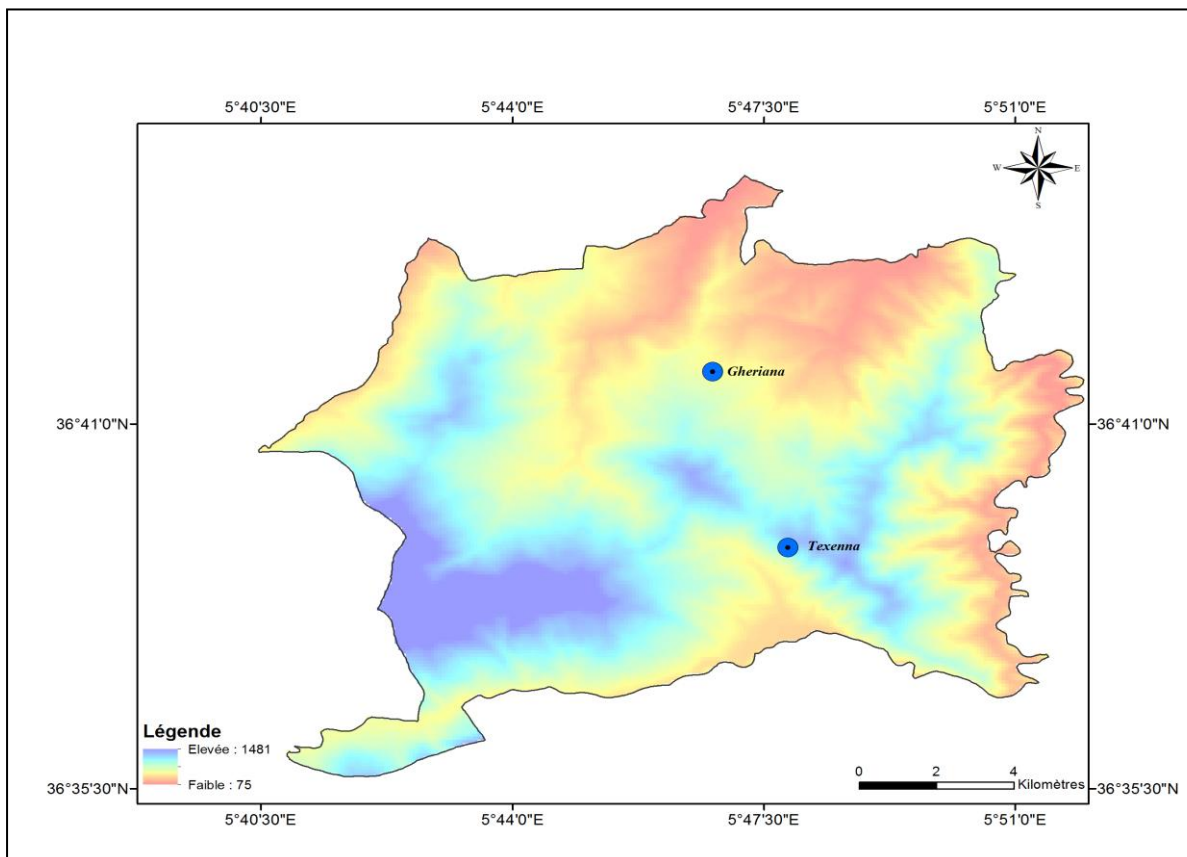 5°40'30"E 5°44'0"E 5°47'30"E 5°51'0"E
N
W E
S
Gheriana
36°41'0"N 36°41'0"N
Texenna
Légende
Elevée : 1481
Faible : 75
0 2 4
Kilomètres
36°35'30"N 36°35'30"N
5°40'30"E 5°44'0"E 5°47'30"E 5°51'0"E